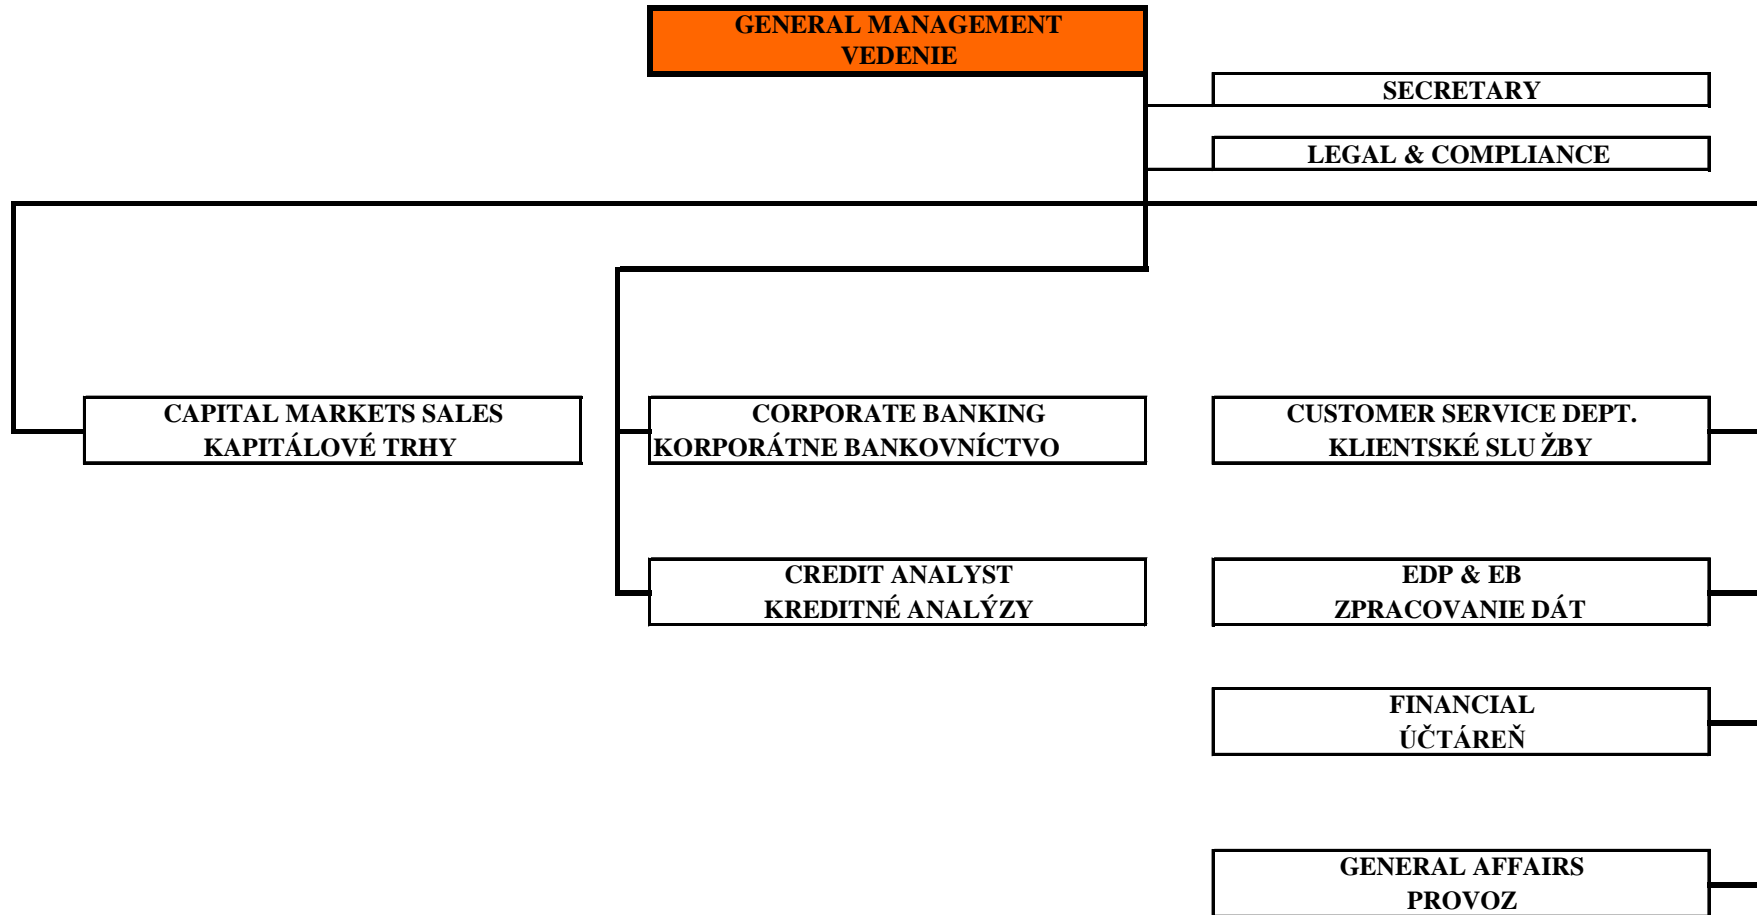 GENERAL MANAGEMENT
VEDENIE
SECRETARY
LEGAL & COMPLIANCE
CAPITAL MARKETS SALES
KAPITÁLOVÉ TRHY
CORPORATE BANKING
KORPORÁTNE BANKOVNÍCTVO
CUSTOMER SERVICE DEPT.
KLIENTSKÉ SLU ŽBY
CREDIT ANALYST
KREDITNÉ ANALÝZY
EDP & EB
ZPRACOVANIE DÁT
FINANCIAL
ÚČTÁREŇ
GENERAL AFFAIRS
PROVOZ